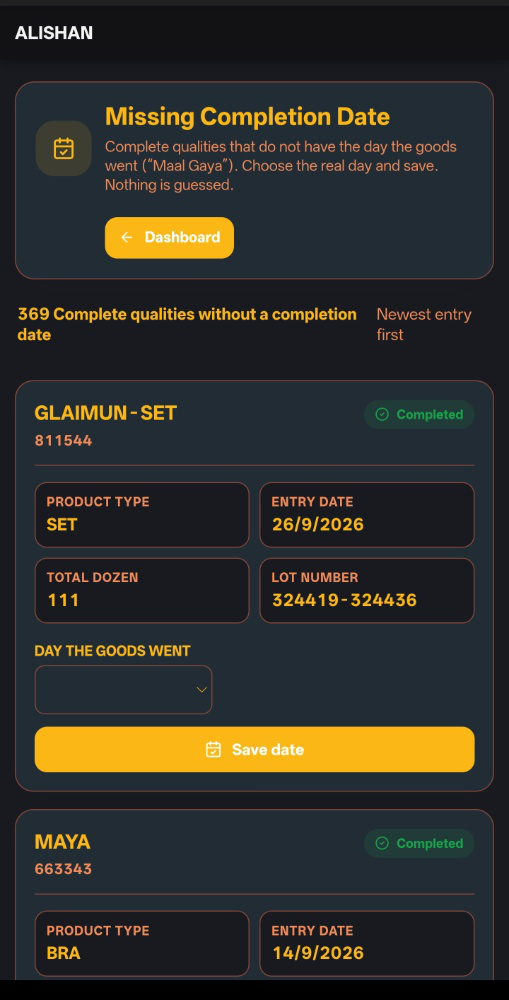 ALISHAN
Missing Completion Date
Complete qualities that do not have the day the goods
went (“Maal Gaya”). Choose the real day and save.
Nothing is guessed.
Dashboard
369 Complete qualities without a completion
date
Newest entry
first
GLAIMUN-SET
Completed
811544
PRODUCT TYPE
SET
ENTRY DATE
26/9/2026
TOTAL DOZEN
111
LOT NUMBER
324419-324436
DAY THE GOODS WENT
Save date
MAYA
Completed
663343
PRODUCT TYPE
BRA
ENTRY DATE
14/9/2026